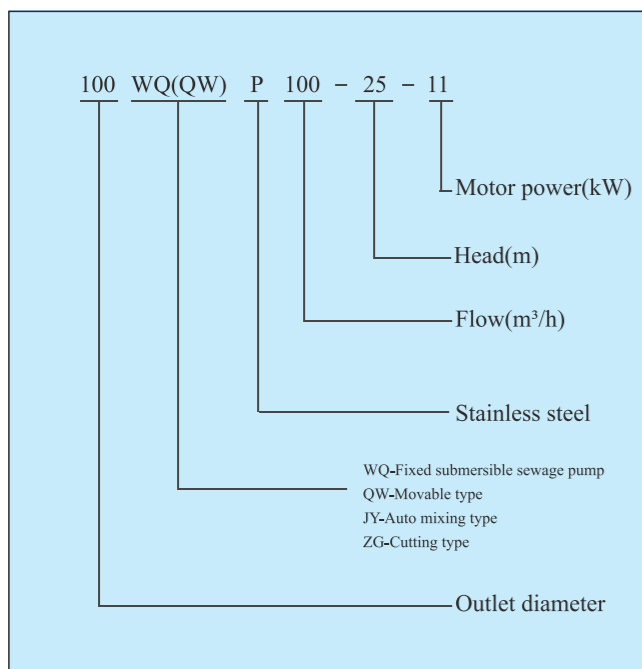 100 WQ(QW) P 100 - 25 - 11
Motor power(kW)
Head(m)
Flow(m³/h)
Stainless steel
WQ-Fixed submersible sewage pump
QW-Movable type
JY-Auto mixing type
ZG-Cutting type
Outlet diameter